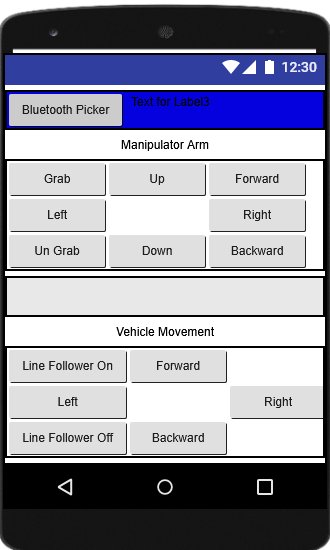 12:30
Bluetooth Picker Text for Label3
Manipulator Arm
Grab Up Forward
Left Right
Un Grab Down Backward
Vehicle Movement
Line Follower On Forward
Left Right
Line Follower Off Backward